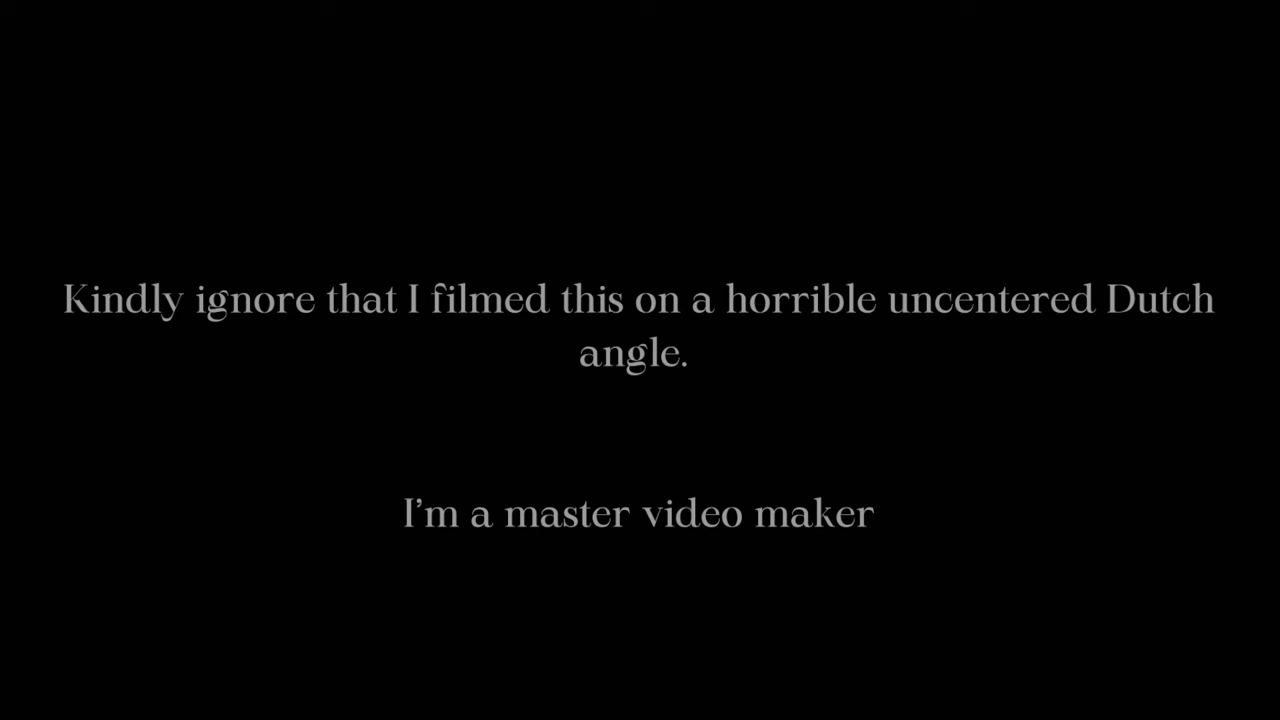 Kindly ignore that I filmed this on a horrible uncentered Dutch
angle.
I'm a master video maker